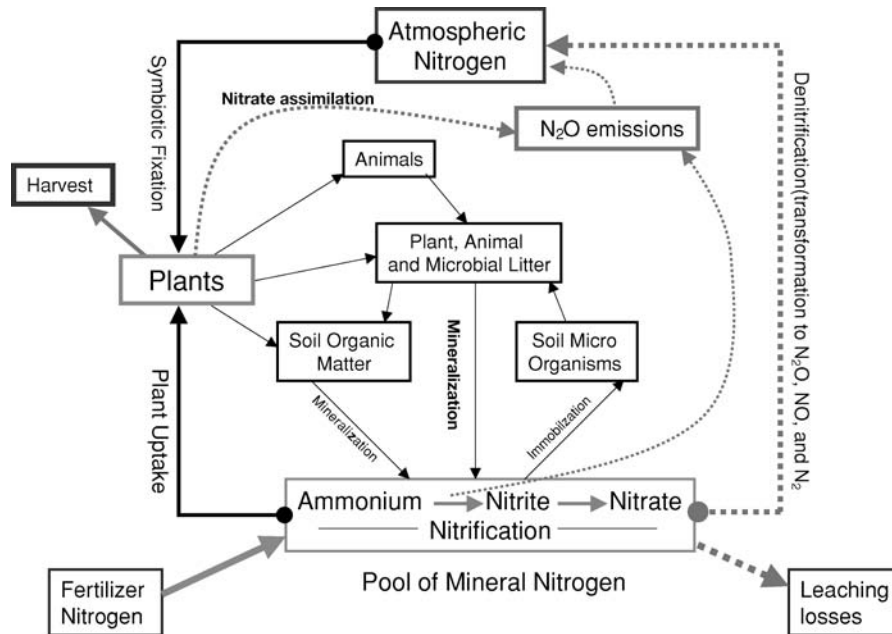 Atmospheric
Nitrogen
Symbiotic Fixation
Nitrate assimilation
N₂O emissions
Denitrification(transformation to N₂O, NO, and N₂
Animals
Harvest
Plant, Animal
and Microbial Litter
Plants
Soil Organic
Matter
Mineralization
Soil Micro
Organisms
Plant Uptake
Mineralization
Immobilzation
Ammonium
Nitrite
Nitrate
Nitrification
Fertilizer
Nitrogen
Pool of Mineral Nitrogen
Leaching
losses